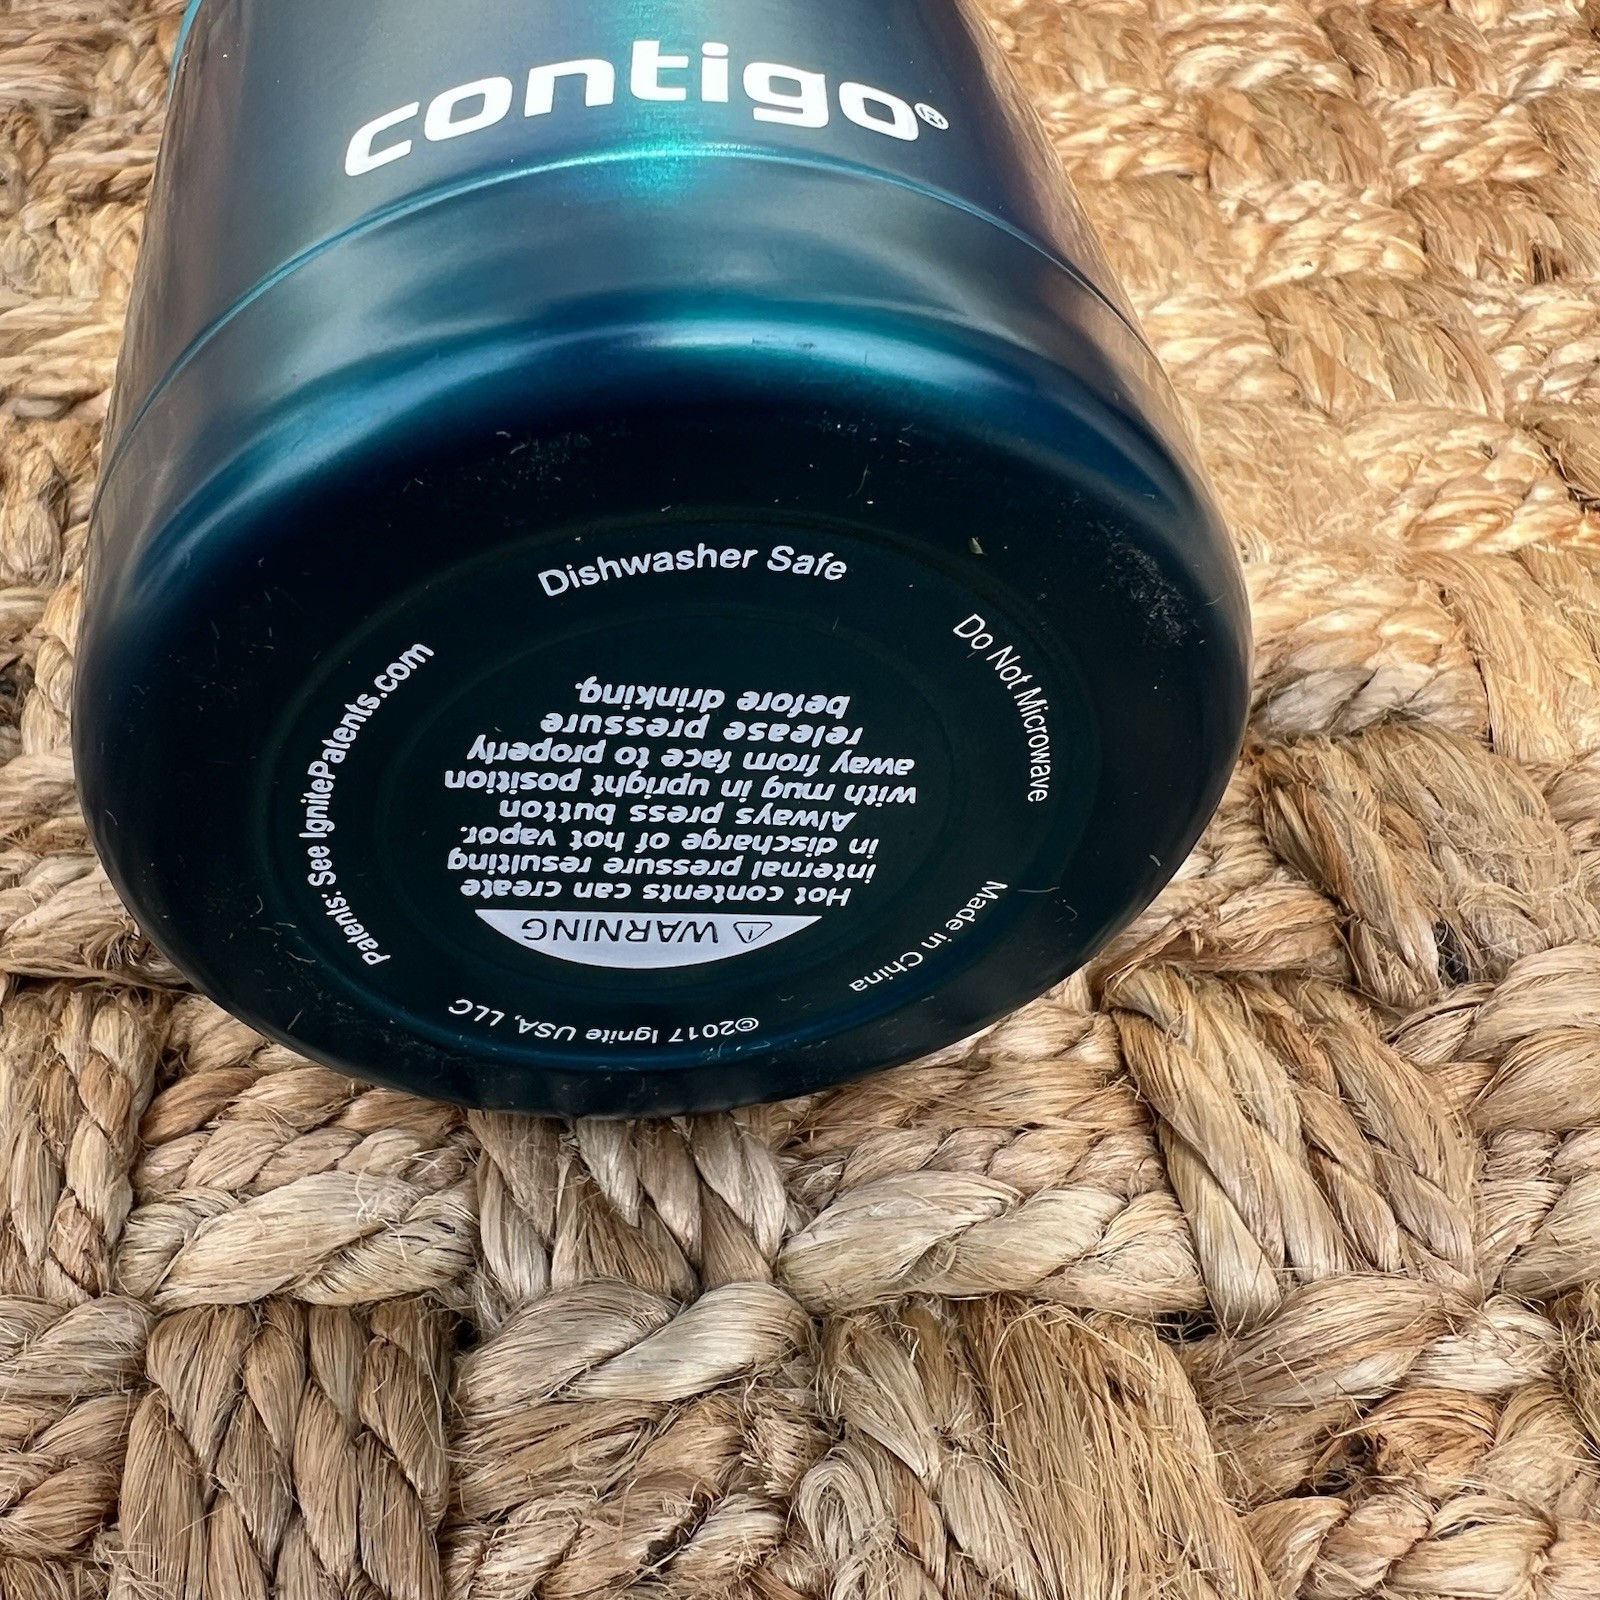 contigo®
Dishwasher Safe
Do Not Microwave
Made in China
©2017 Ignite USA, LLC
Patents: See IgnitePatents.com
⚠ WARNING
Hot contents can create
internal pressure resulting
in discharge of hot vapor.
Always press button
with mug in upright position
away from face to properly
release pressure
before drinking.